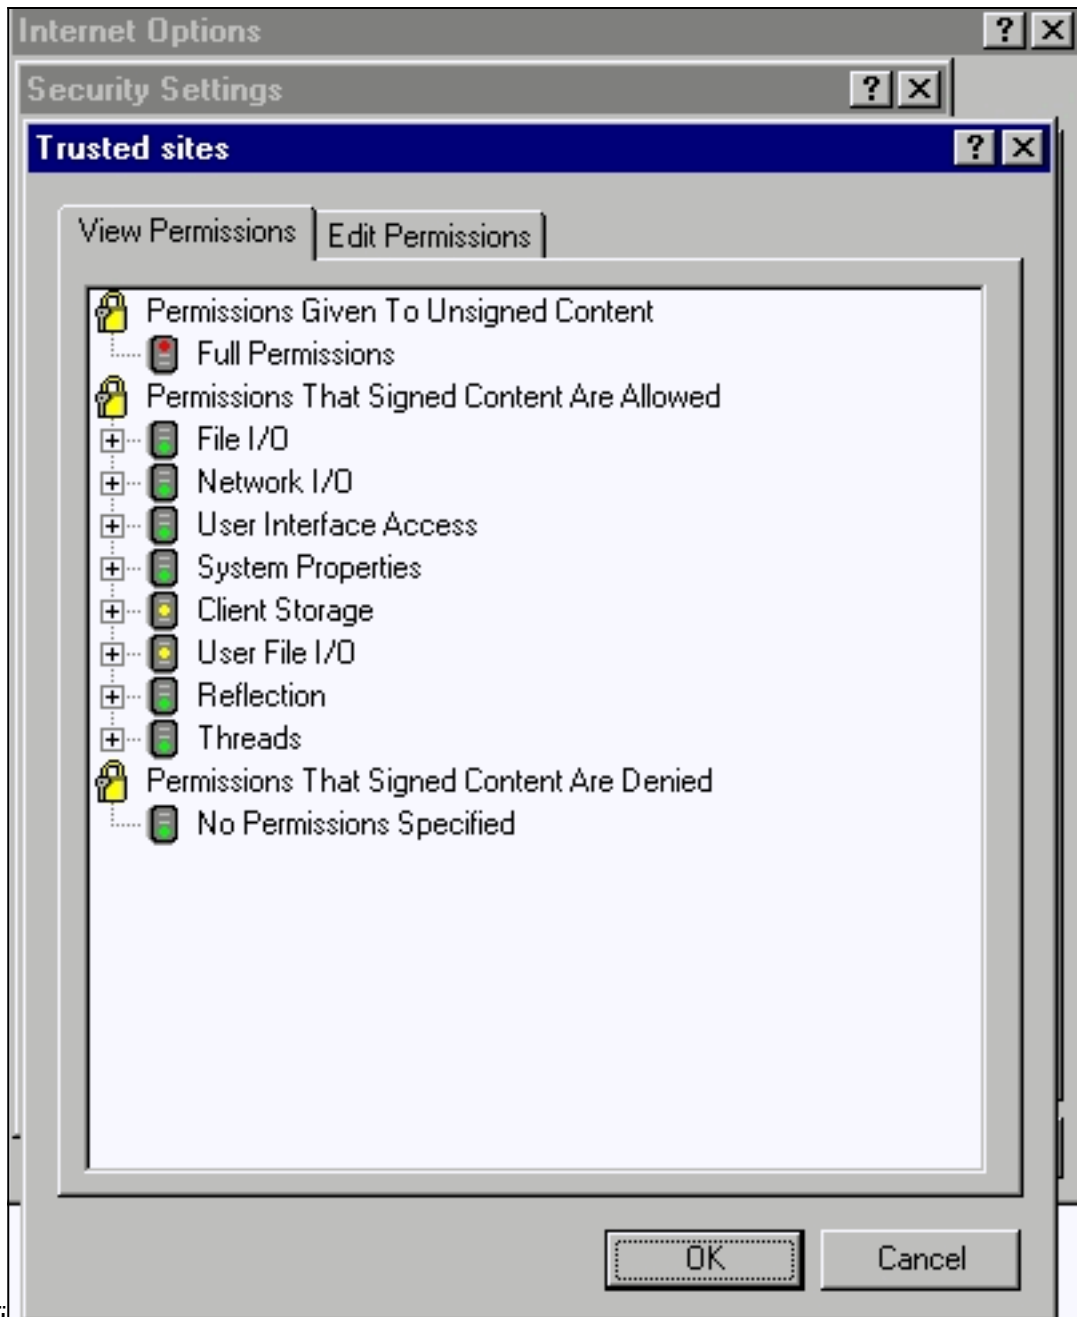 Internet Options
Security Settings
Trusted sites
View Permissions Edit Permissions
Permissions Given To Unsigned Content
Full Permissions
Permissions That Signed Content Are Allowed
File I/O
Network I/O
User Interface Access
System Properties
Client Storage
User File I/O
Reflection
Threads
Permissions That Signed Content Are Denied
No Permissions Specified
OK Cancel